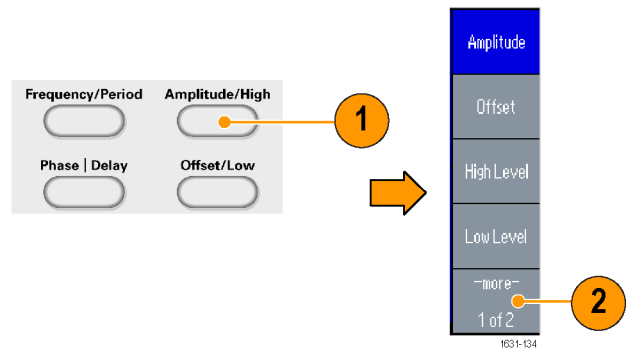 Frequency/Period Amplitude/High
1
Phase | Delay Offset/Low
Amplitude
Offset
High Level
Low Level
-more-
1 of 2
2
1631-134